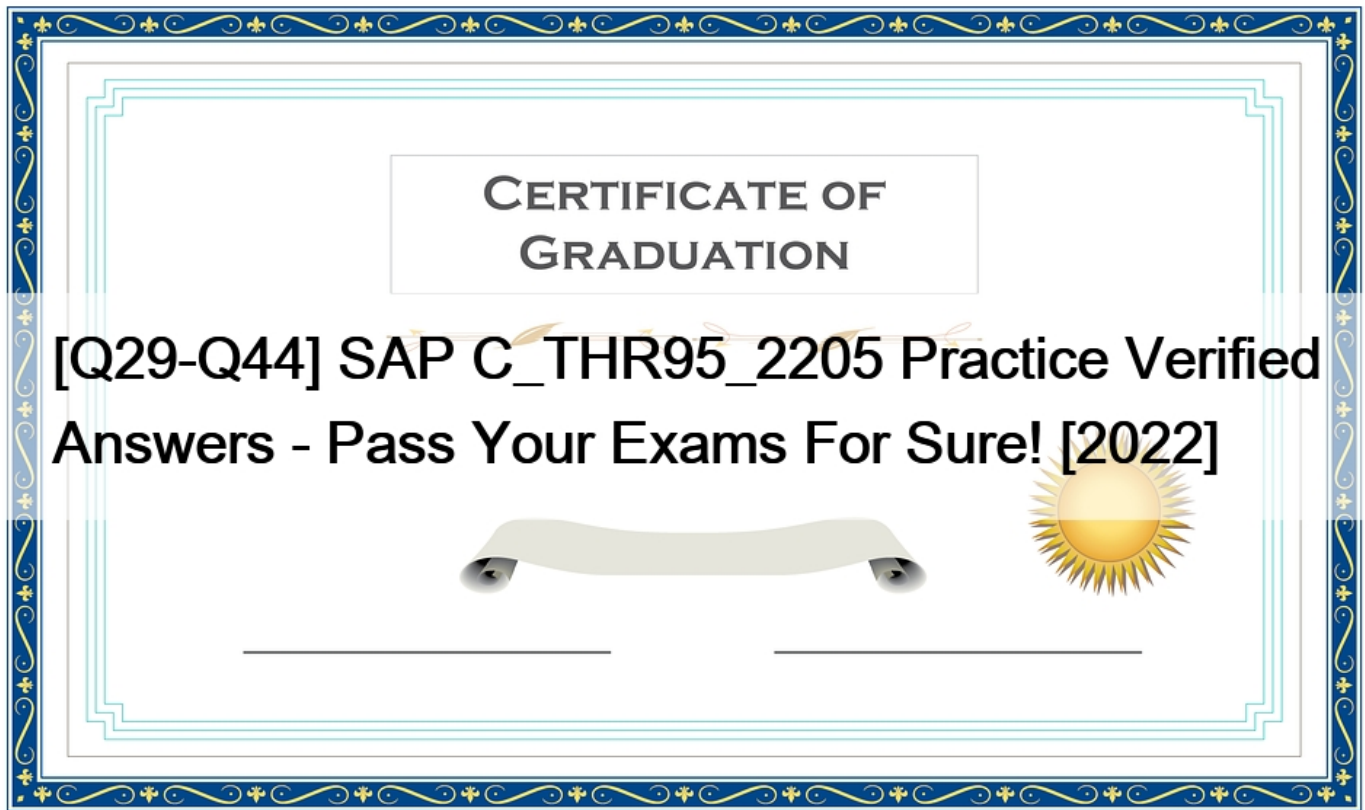 CERTIFICATE OF
GRADUATION
[Q29-Q44] SAP C_THR95_2205 Practice Verified
Answers - Pass Your Exams For Sure! [2022]